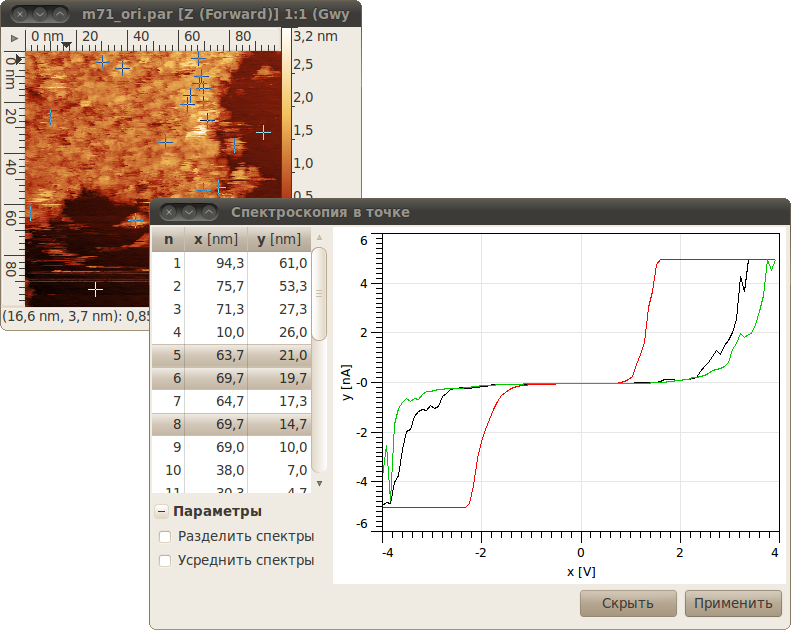 m71_ori.par [Z (Forward)] 1:1 (Gwy
0 nm 20 40 60 80
3,2 nm
2,5
2,0
1,5
1,0
0,5
0 nm
20
40
60
80
(16,6 nm, 3,7 nm): 0,85
Спектроскопия в точке
n x [nm] y [nm]
1 94,3 61,0
2 75,7 53,3
3 71,3 27,3
4 10,0 26,0
5 63,7 21,0
6 69,7 19,7
7 64,7 17,3
8 69,7 14,7
9 69,0 10,0
10 38,0 7,0
11 30,3 4,7
Параметры
Разделить спектры
Усреднить спектры
y [nA]
6
4
2
-0
-2
-4
-6
-4 -2 0 2 4
x [V]
Скрыть Применить